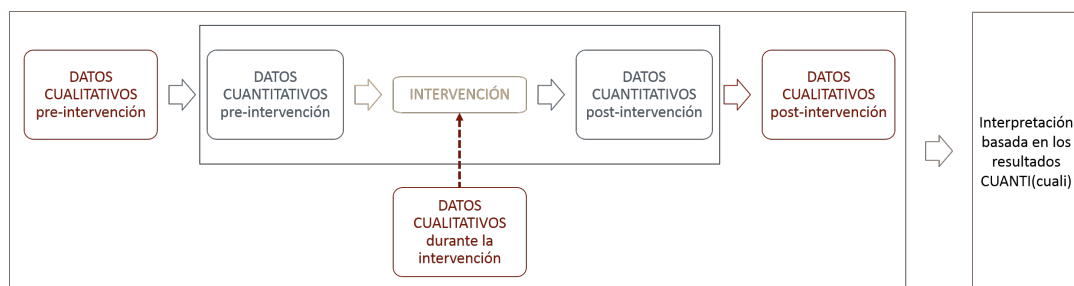 DATOS
CUALITATIVOS
pre-intervención
DATOS
CUANTITATIVOS
pre-intervención
INTERVENCIÓN
DATOS
CUANTITATIVOS
post-intervención
DATOS
CUALITATIVOS
post-intervención
DATOS
CUALITATIVOS
durante la
intervención
Interpretación
basada en los
resultados
CUANTI(cuali)